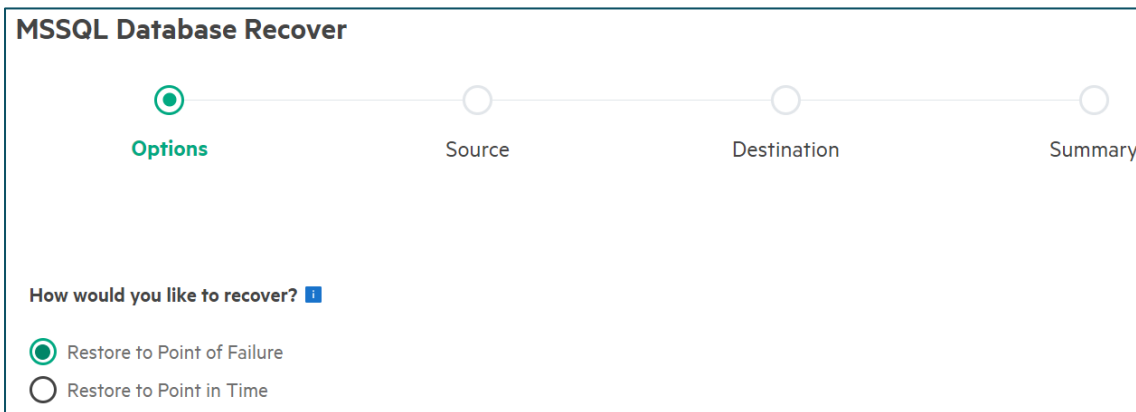 MSSQL Database Recover
Options Source Destination Summary
How would you like to recover? i
Restore to Point of Failure
Restore to Point in Time